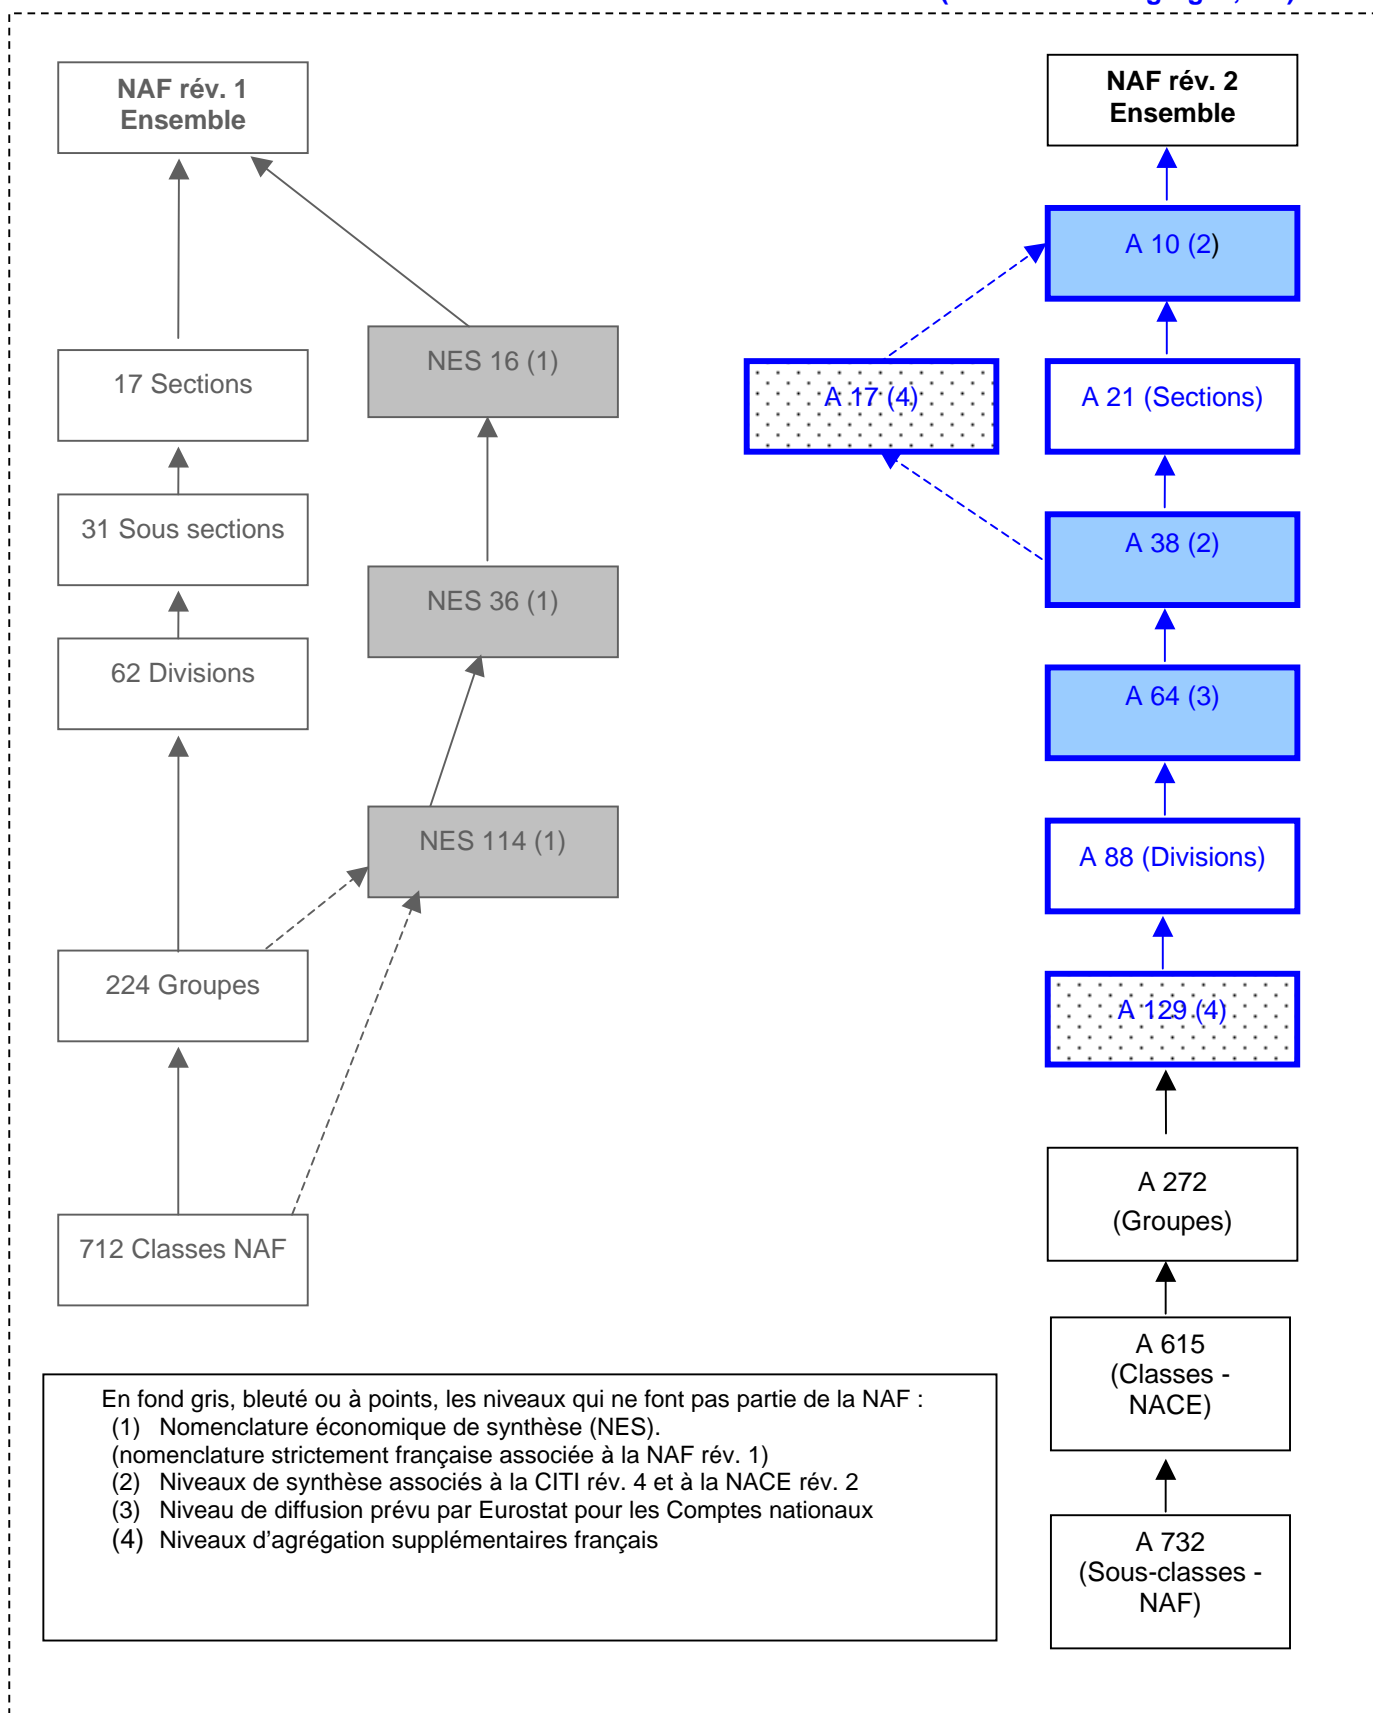 NAF rév. 1
Ensemble
17 Sections
31 Sous sections
62 Divisions
224 Groupes
712 Classes NAF
NES 16 (1)
NES 36 (1)
NES 114 (1)
NAF rév. 2
Ensemble
A 10 (2)
A 17 (4)
A 21 (Sections)
A 38 (2)
A 64 (3)
A 88 (Divisions)
A 129 (4)
A 272
(Groupes)
A 615
(Classes -
NACE)
A 732
(Sous-classes -
NAF)
En fond gris, bleuté ou à points, les niveaux qui ne font pas partie de la NAF :
(1) Nomenclature économique de synthèse (NES).
(nomenclature strictement française associée à la NAF rév. 1)
(2) Niveaux de synthèse associés à la CITI rév. 4 et à la NACE rév. 2
(3) Niveau de diffusion prévu par Eurostat pour les Comptes nationaux
(4) Niveaux d'agrégation supplémentaires français